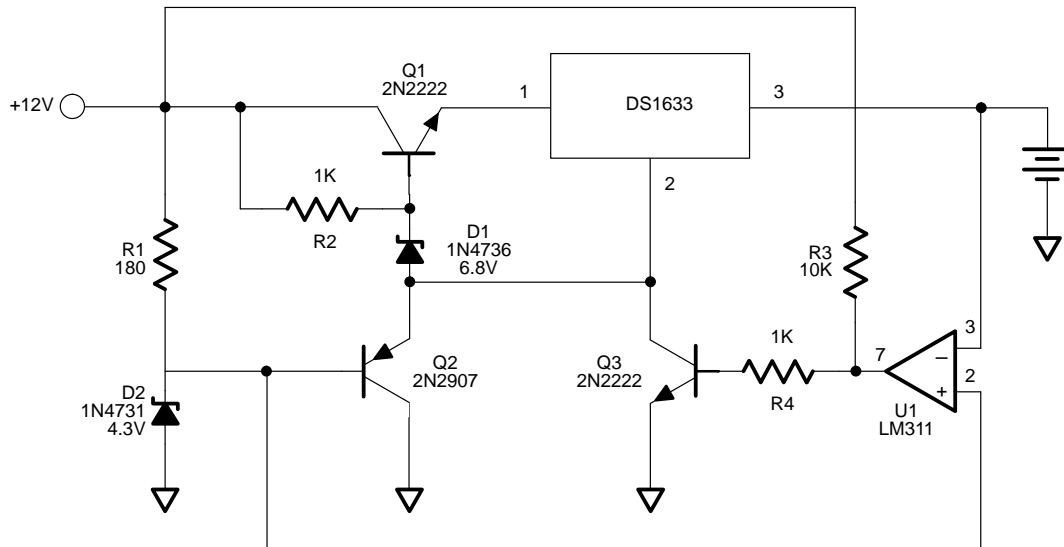 +12V
Q1
2N2222
1
DS1633
3
2
1K
R2
D1
1N4736
6.8V
R1
180
R3
10K
D2
1N4731
4.3V
Q2
2N2907
Q3
2N2222
1K
R4
7
3
2
−
+
U1
LM311